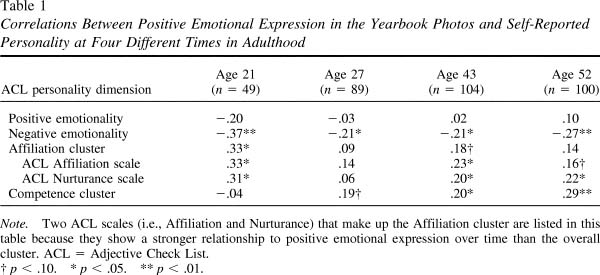 Table 1
Correlations Between Positive Emotional Expression in the Yearbook Photos and Self-Reported
Personality at Four Different Times in Adulthood
ACL personality dimension Age 21 (n = 49) Age 27 (n = 89) Age 43 (n = 104) Age 52 (n = 100)
Positive emotionality −.20 −.03 .02 .10
Negative emotionality −.37** −.21* −.21* −.27**
Affiliation cluster .33* .09 .18† .14
ACL Affiliation scale .33* .14 .23* .16†
ACL Nurturance scale .31* .06 .20* .22*
Competence cluster −.04 .19† .20* .29**
Note. Two ACL scales (i.e., Affiliation and Nurturance) that make up the Affiliation cluster are listed in this
table because they show a stronger relationship to positive emotional expression over time than the overall
cluster. ACL = Adjective Check List.
† p < .10. * p < .05. ** p < .01.